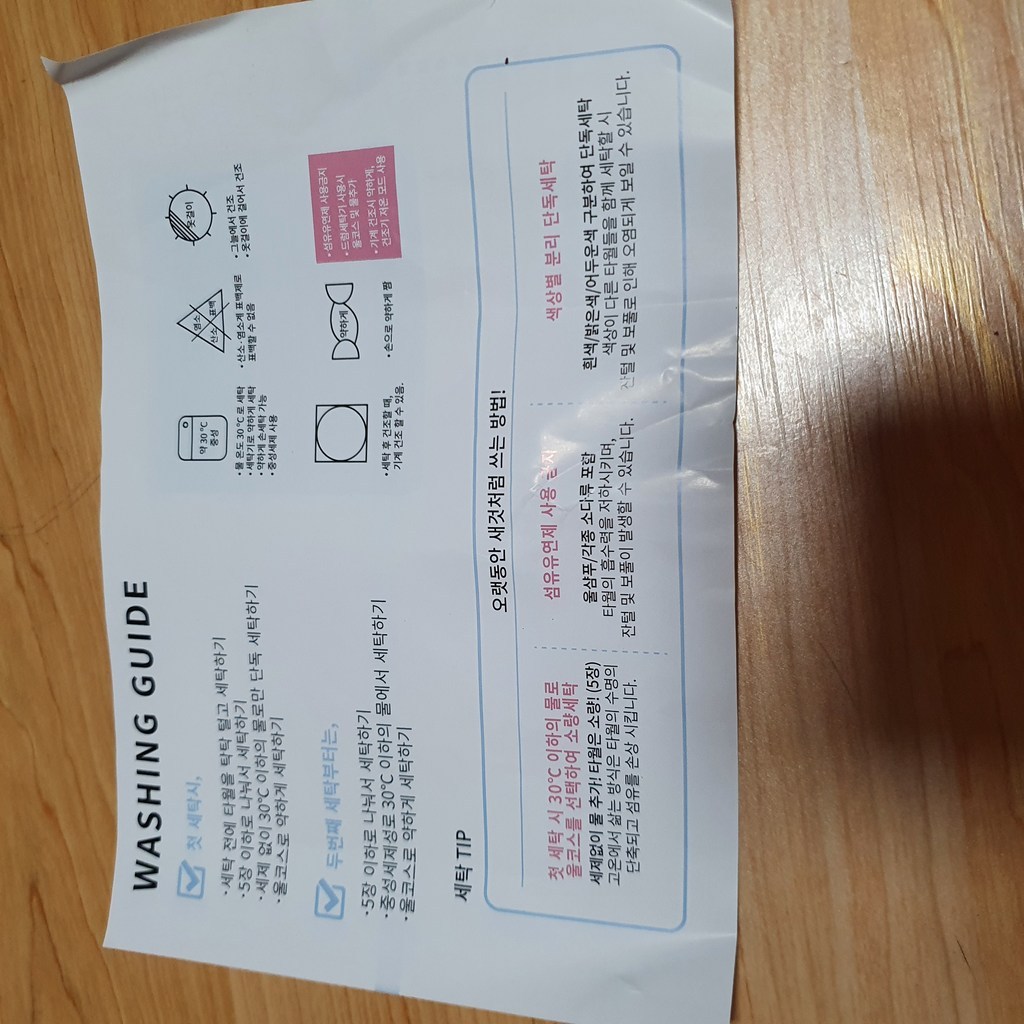 WASHING GUIDE
첫 세탁시,
·세탁 전에 타월을 탁탁 털고 세탁하기
·5장 이하로 나눠서 세탁하기
·세제 없이 30℃ 이하의 물로만 단독 세탁하기
·울코스로 약하게 세탁하기
두번째 세탁부터는,
·5장 이하로 나눠서 세탁하기
·중성세제성로 30℃ 이하의 물에서 세탁하기
·울코스로 약하게 세탁하기
약 30℃
중성
•물 온도 30℃로 세탁
•세탁기로 약하게 세탁
•약하게 손세탁 가능
•중성세제 사용
염소
산소 표백
•산소·염소계 표백제로
표백할 수 없음
옷걸이
•그늘에서 건조
•옷걸이에 걸어서 건조
•세탁 후 건조할 때,
기계 건조 할 수 있음.
약하게
•손으로 약하게 짬
•섬유유연제 사용금지
•드럼세탁기 사용시
울코스 및 물추가
•기계 건조시 약하게,
건조기 저온 모드 사용
세탁 TIP
오랫동안 새것처럼 쓰는 방법!
첫 세탁 시 30℃ 이하의 물로
울코스를 선택하여 소량세탁
세제없이 물 추가! 타월은 소량! (5장)
고온에서 삶는 방식은 타월의 수명의
단축되고 섬유를 손상 시킵니다.
섬유유연제 사용 금지
울샴푸/각종 소다류 포함
타월의 흡수력을 저하시키며,
잔털 및 보풀이 발생할 수 있습니다.
색상별 분리 단독세탁
흰색/밝은색/어두운색 구분하여 단독세탁
색상이 다른 타월들을 함께 세탁할 시
잔털 및 보풀로 인해 오염되게 보일 수 있습니다.